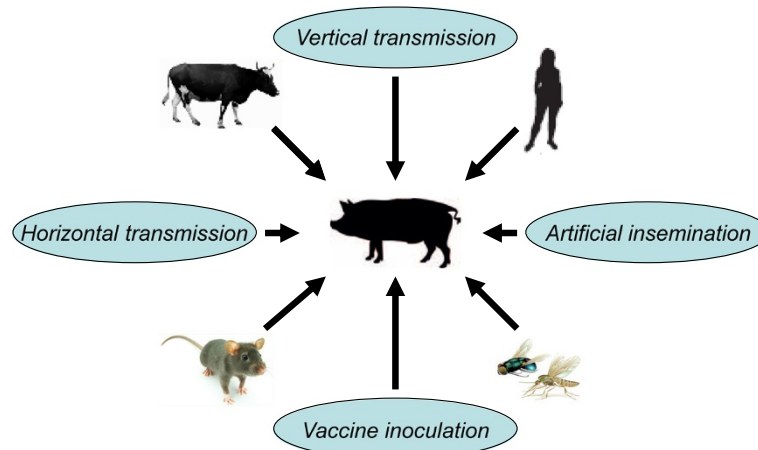 Vertical transmission
Horizontal transmission
Artificial insemination
Vaccine inoculation